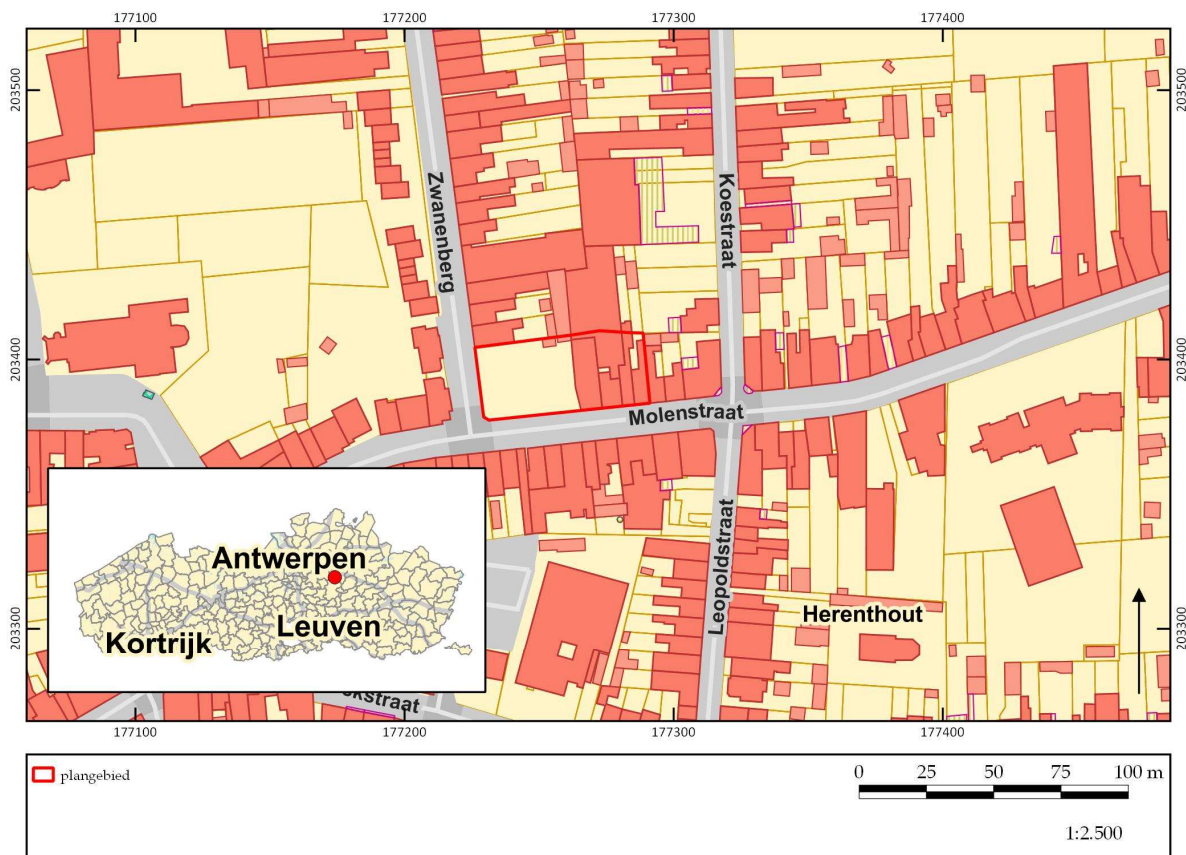 177100 177200 177300 177400
203500 203500
Zwanenberg
Koestraat
203400 203400
Molenstraat
Leopoldstraat
Antwerpen
Leuven
Kortrijk
Herenthout
203300 203300
kstraat
177100 177200 177300 177400
plangebied
0 25 50 75 100 m
1:2.500